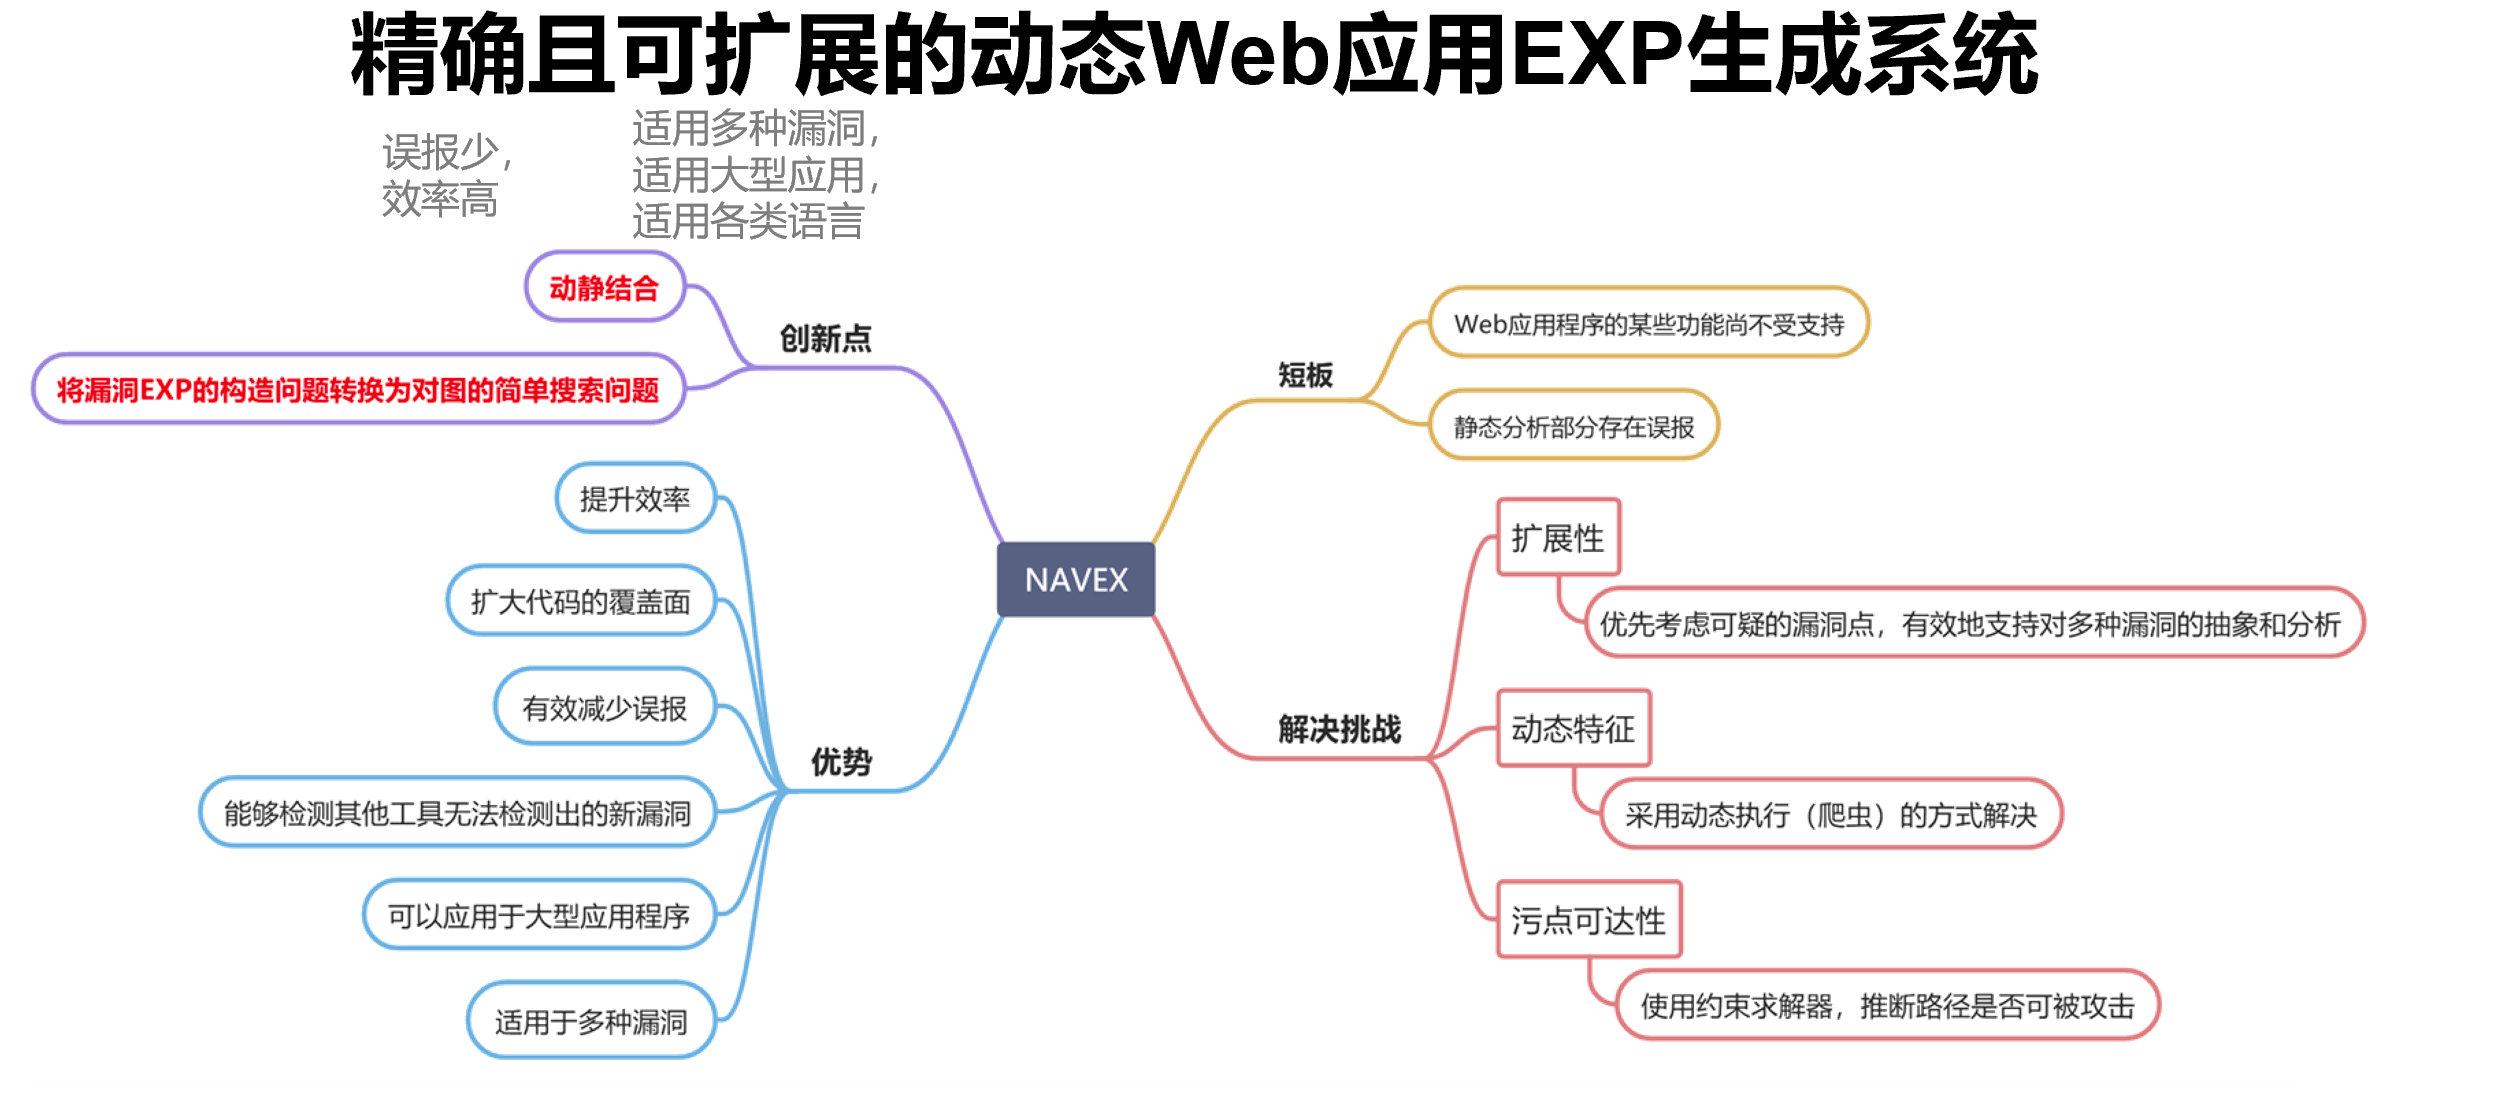 精确且可扩展的动态Web应用EXP生成系统
误报少，
效率高
适用多种漏洞，
适用大型应用，
适用各类语言
动静结合
创新点
将漏洞EXP的构造问题转换为对图的简单搜索问题
提升效率
扩大代码的覆盖面
有效减少误报
优势
能够检测其他工具无法检测出的新漏洞
可以应用于大型应用程序
适用于多种漏洞
NAVEX
Web应用程序的某些功能尚不受支持
短板
静态分析部分存在误报
扩展性
优先考虑可疑的漏洞点，有效地支持对多种漏洞的抽象和分析
解决挑战
动态特征
采用动态执行（爬虫）的方式解决
污点可达性
使用约束求解器，推断路径是否可被攻击